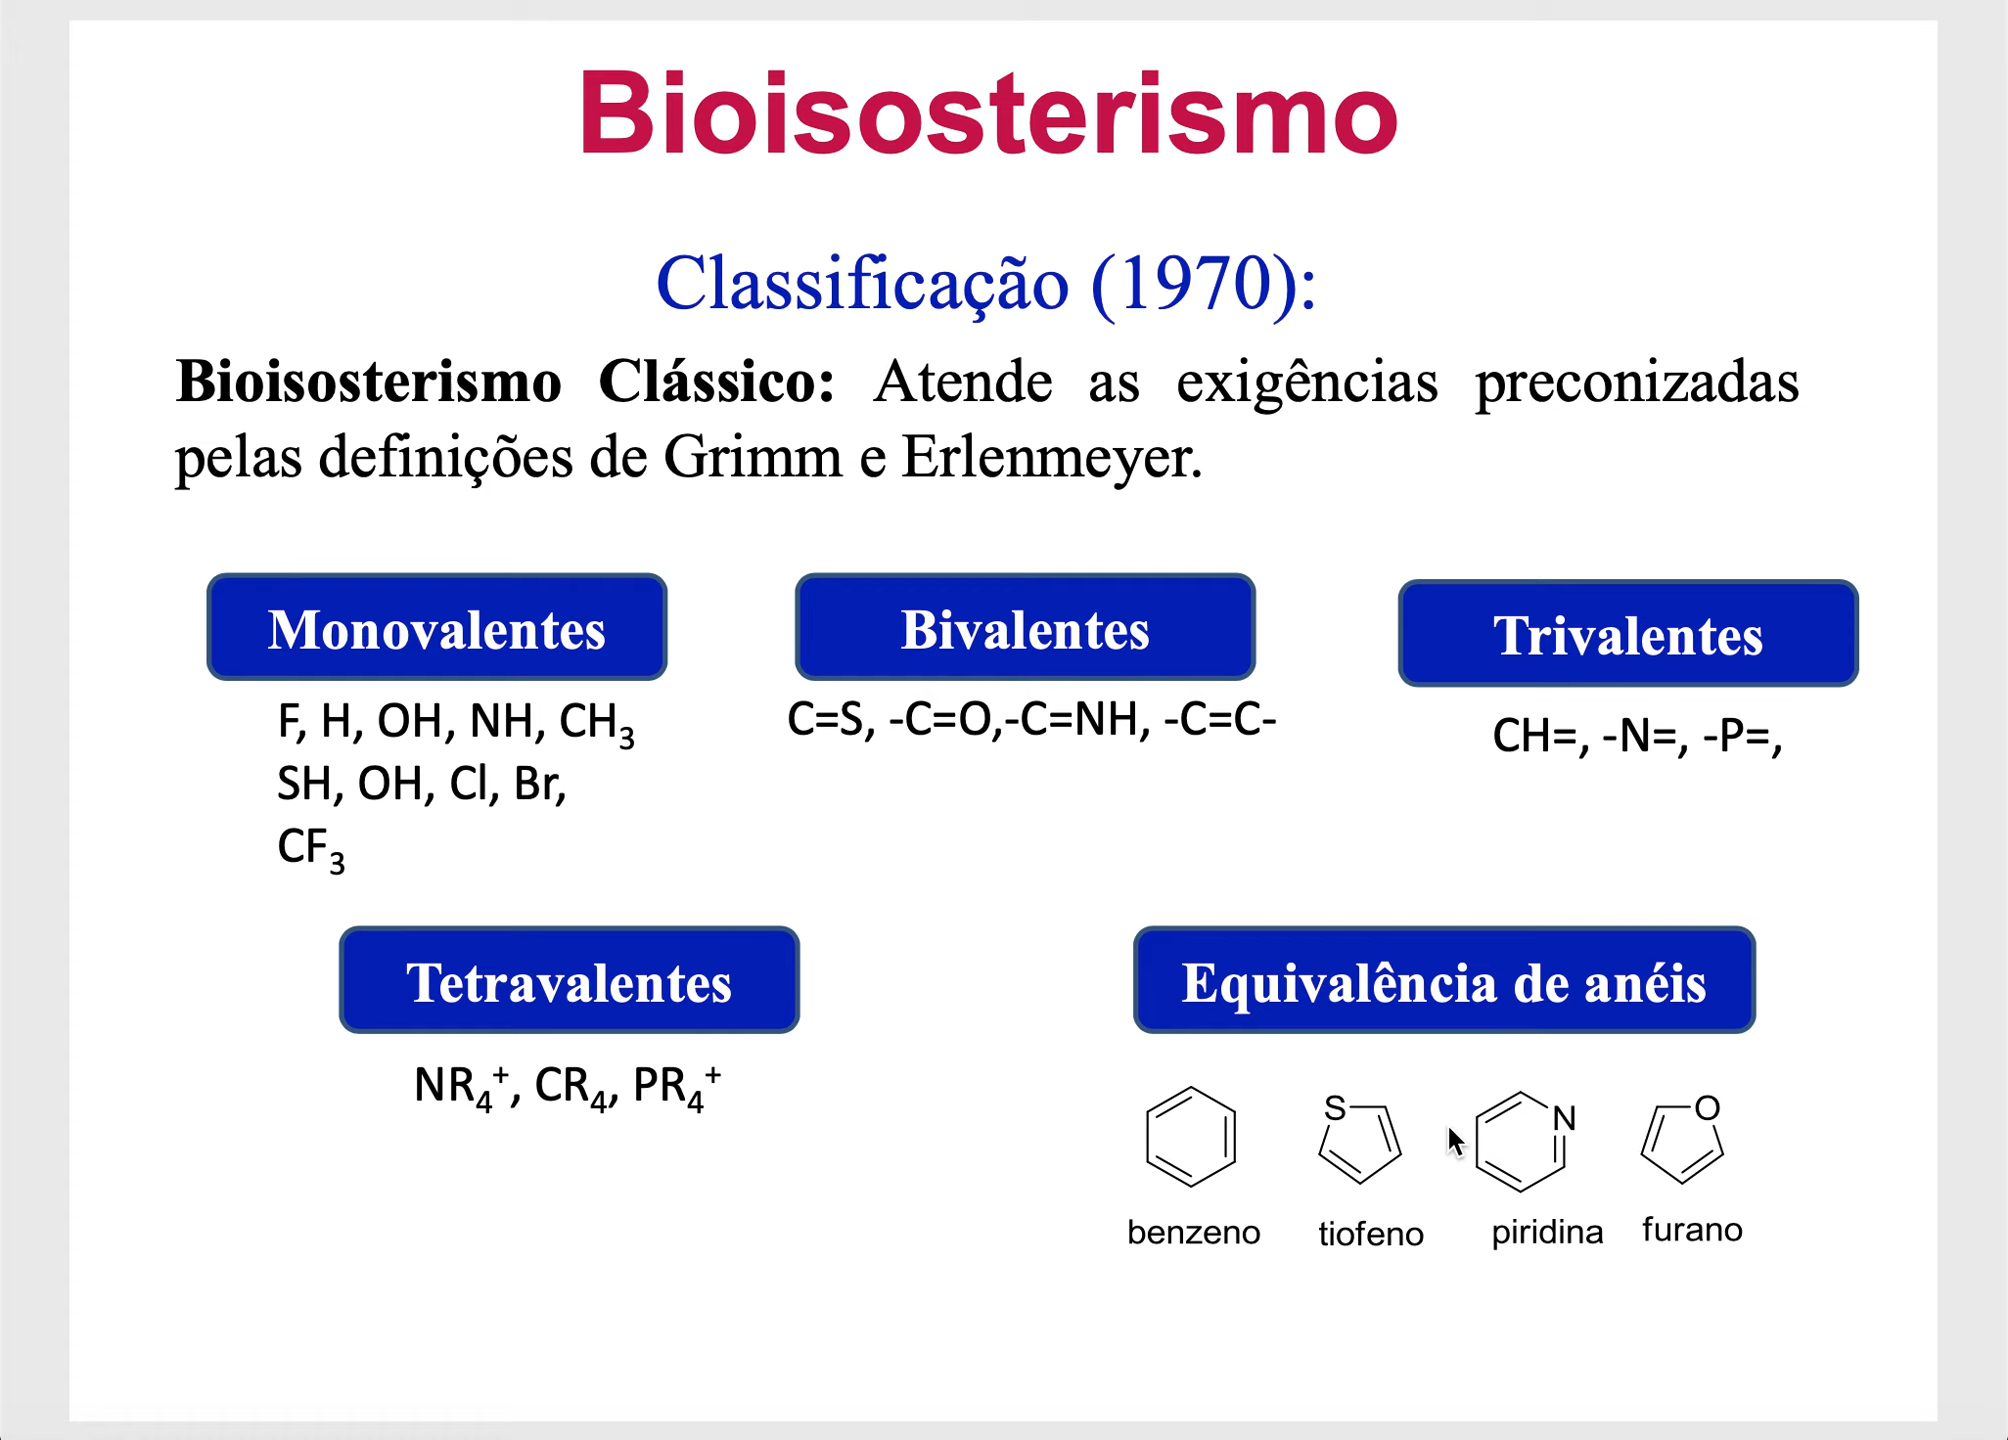 Bioisosterismo
Classificação (1970):
Bioisosterismo Clássico: Atende as exigências preconizadas
pelas definições de Grimm e Erlenmeyer.
Monovalentes
F, H, OH, NH, CH₃
SH, OH, Cl, Br,
CF₃
Bivalentes
C=S, -C=O,-C=NH, -C=C-
Trivalentes
CH=, -N=, -P=,
Tetravalentes
NR₄⁺, CR₄, PR₄⁺
Equivalência de anéis
S
N
O
benzeno
tiofeno
piridina
furano